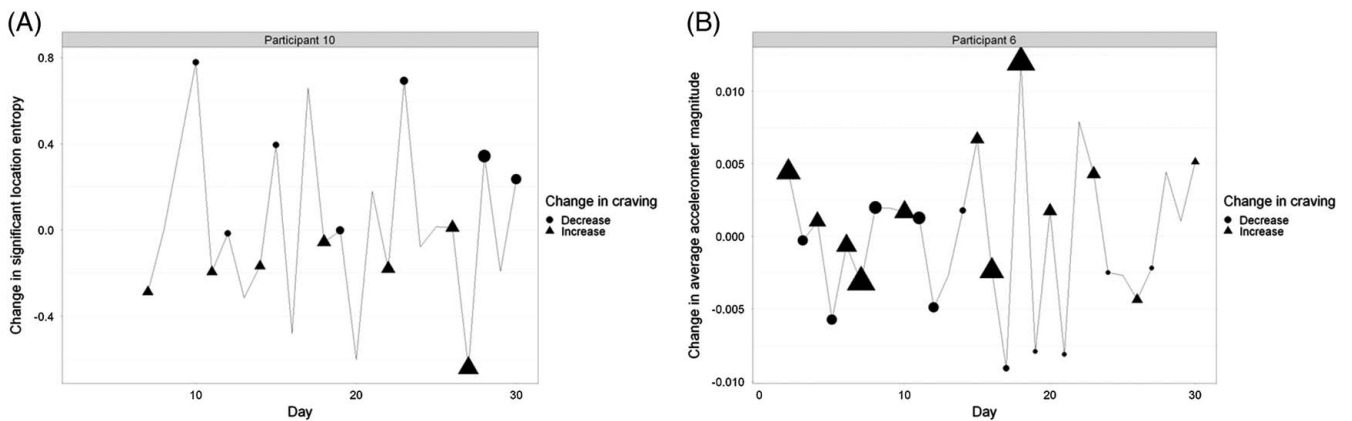 (A)
Participant 10
Change in significant location entropy
0.8
0.4
0.0
-0.4
10
20
30
Day
Change in craving
Decrease
Increase
(B)
Participant 6
Change in average accelerometer magnitude
0.010
0.005
0.000
-0.005
-0.010
0
10
20
30
Day
Change in craving
Decrease
Increase